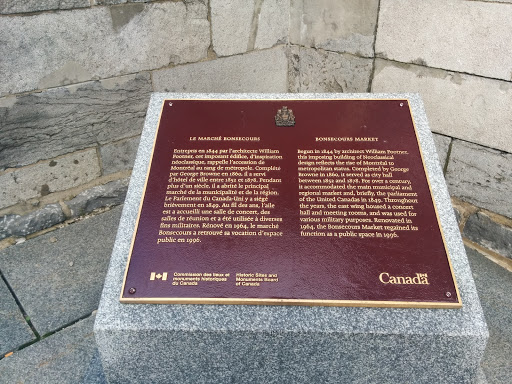 LE MARCHÉ BONSECOURS
Entrepris en 1844 par l'architecte William
Footner, cet imposant édifice, d'inspiration
néoclassique, rappelle l'accession de
Montréal au rang de métropole. Complété
par George Browne en 1860, il a servi
d'hôtel de ville entre 1852 et 1878. Pendant
plus d'un siècle, il a abrité le principal
marché de la municipalité et de la région.
Le Parlement du Canada-Uni y a siégé
brièvement en 1849. Au fil des ans, l'aile
est a accueilli une salle de concert, des
salles de réunion et a été utilisée à diverses
fins militaires. Rénové en 1964, le marché
Bonsecours a retrouvé sa vocation d'espace
public en 1996.
BONSECOURS MARKET
Begun in 1844 by architect William Footner,
this imposing building of Neoclassical
design reflects the rise of Montréal to
metropolitan status. Completed by George
Browne in 1860, it served as city hall
between 1852 and 1878. For over a century,
it accommodated the main municipal and
regional market and, briefly, the parliament
of the United Canadas in 1849. Throughout
the years, the east wing housed a concert
hall and meeting rooms, and was used for
various military purposes. Renovated in
1964, the Bonsecours Market regained its
function as a public space in 1996.
Commission des lieux et
monuments historiques
du Canada
Historic Sites and
Monuments Board
of Canada
Canada